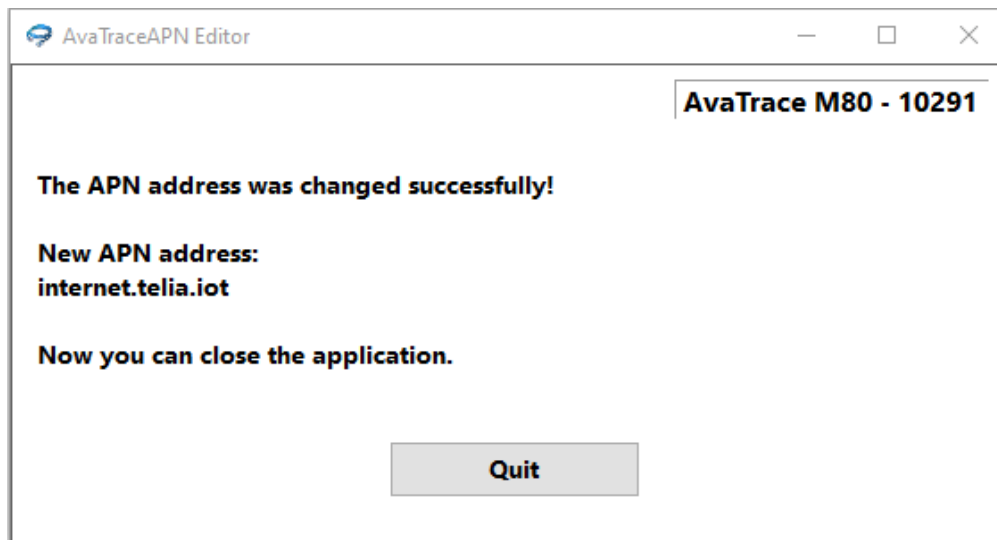 AvaTraceAPN Editor
AvaTrace M80 - 10291
The APN address was changed successfully!
New APN address:
internet.telia.iot
Now you can close the application.
Quit